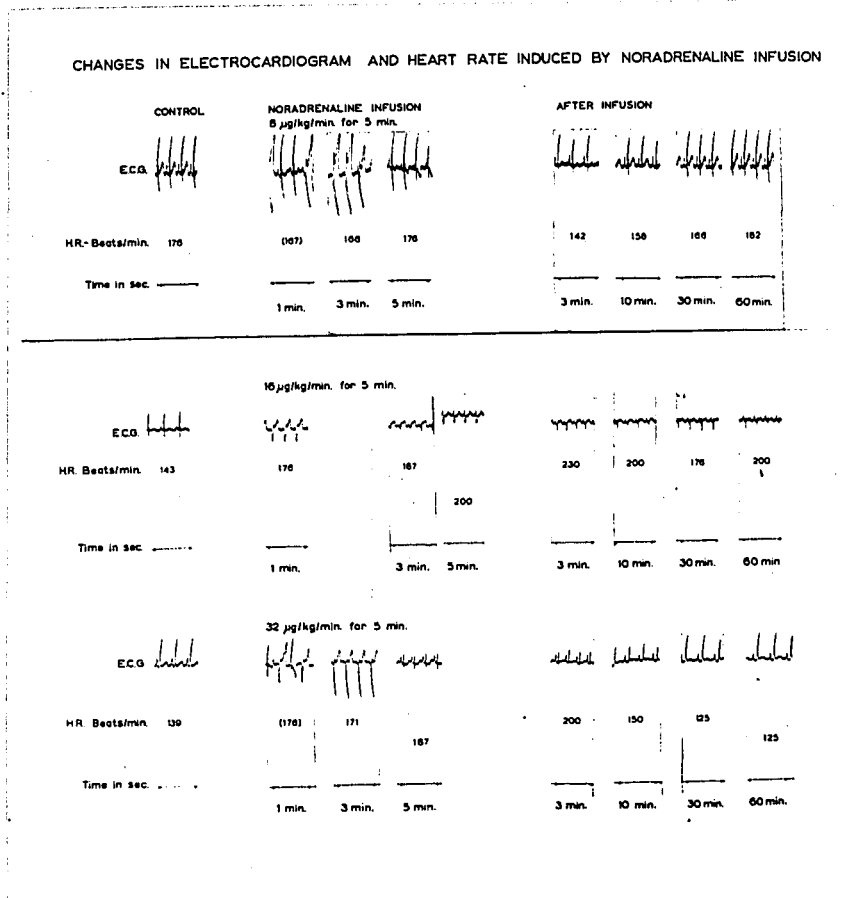 CHANGES IN ELECTROCARDIOGRAM AND HEART RATE INDUCED BY NORADRENALINE INFUSION
CONTROL NORADRENALINE INFUSION AFTER INFUSION
8 µg/kg/min. for 5 min.
E.C.G.
H.R.- Beats/min. 176 (167) 166 176 142 158 166 182
Time in sec.
1 min. 3 min. 5 min. 3 min. 10 min. 30 min. 60 min.
16 µg/kg/min. for 5 min.
E.C.G.
H.R. Beats/min. 143 176 187 230 200 176 200
200
Time in sec.
1 min. 3 min. 5 min. 3 min. 10 min. 30 min. 60 min
32 µg/kg/min. for 5 min.
E.C.G
H.R. Beats/min. 139 (176) 171 200 150 125
187 125
Time in sec.
1 min. 3 min. 5 min. 3 min. 10 min. 30 min. 60 min.